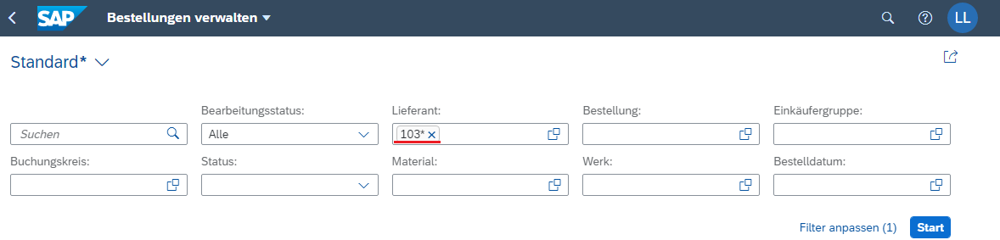 SAP Bestellungen verwalten LL
Standard*
Bearbeitungsstatus: Lieferant: Bestellung: Einkäufergruppe:
Suchen Alle 103*
Buchungskreis: Status: Material: Werk: Bestelldatum:
Filter anpassen (1) Start